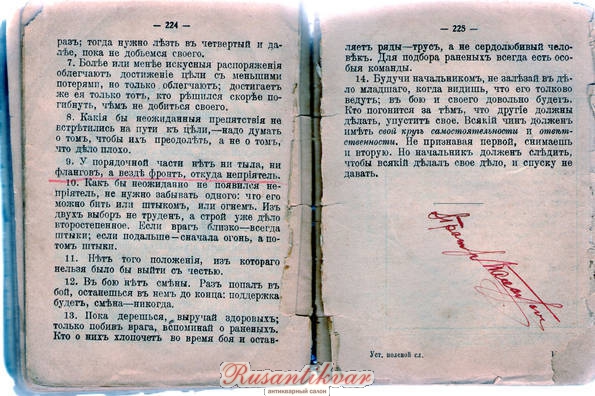 — 224 —
разъ; тогда нужно лѣзть въ четвертый и да-
лѣе, пока не добьемся своего.
7. Болѣе или менѣе искусныя распоряженія
облегчаютъ достиженіе цѣли съ меньшими
потерями, но только облегчаютъ; достигаетъ
же ея только тотъ, кто рѣшился скорѣе по-
гибнуть, чѣмъ не добиться своего.
8. Какія бы неожиданныя препятствія не
встрѣтились на пути къ цѣли,—надо думать
о томъ, чтобы ихъ преодолѣть, а не о томъ,
что дѣло плохо.
9. У порядочной части нѣтъ ни тыла, ни
фланговъ, а вездѣ фронтъ, откуда непріятель.
10. Какъ бы неожиданно не появился не-
пріятель, не нужно забывать одного: что его
можно бить или штыкомъ, или огнемъ. Изъ
двухъ выборъ не труденъ, а строй уже дѣло
второстепенное. Если врагъ близко—всегда
штыки; если подальше—сначала огонь, а по-
томъ штыки.
11. Нѣтъ того положенія, изъ котораго
нельзя было бы выйти съ честью.
12. Въ бою нѣтъ смѣны. Разъ попалъ въ
бой, останешься въ немъ до конца: поддержка
будетъ, смѣна—никогда.
13. Пока дерешься, выручай здоровыхъ;
только побивъ врага, вспоминай о раненыхъ.
Кто о нихъ хлопочетъ во время боя и остав-
— 225 —
ляетъ ряды—трусъ, а не сердолюбивый чело-
вѣкъ. Для подбора раненыхъ всегда есть осо-
быя команды.
14. Будучи начальникомъ, не залѣзай въ дѣ-
ло младшаго, когда видишь, что его толково
ведутъ; въ бою и своего довольно будетъ.
Кто погонится за тѣмъ, что другіе должны
дѣлать, упуститъ свое. Всякій чинъ долженъ
имѣть свой кругъ самостоятельности и отвѣт-
ственности. Не признавая первой, снимаешь
и вторую. Но начальникъ долженъ слѣдить,
чтобы всякій дѣлалъ свое дѣло, и спуску не
давать.
Уст. полевой сл.
Rusantikvar
антикварный салон